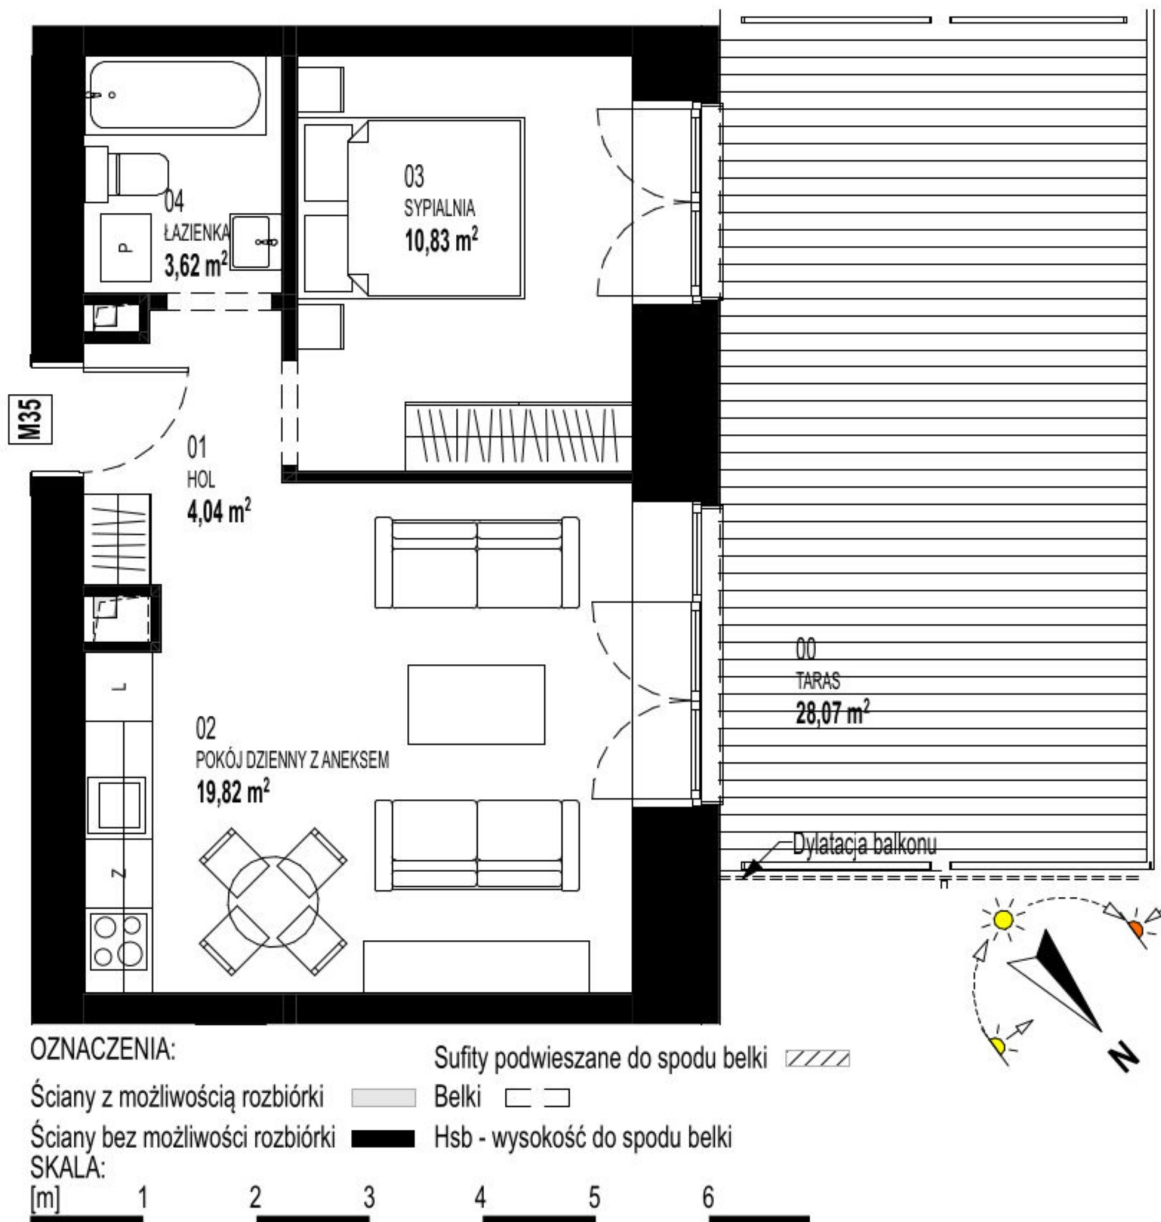 03
SYPIALNIA
10,83 m²
04
ŁAZIENKA
3,62 m²
P
M35
01
HOL
4,04 m²
00
TARAS
28,07 m²
L
02
POKÓJ DZIENNY Z ANEKSEM
19,82 m²
Z
Dylatacja balkonu
N
OZNACZENIA:
Sufity podwieszane do spodu belki
Ściany z możliwością rozbiórki
Belki
Ściany bez możliwości rozbiórki
Hsb - wysokość do spodu belki
SKALA:
[m] 1 2 3 4 5 6